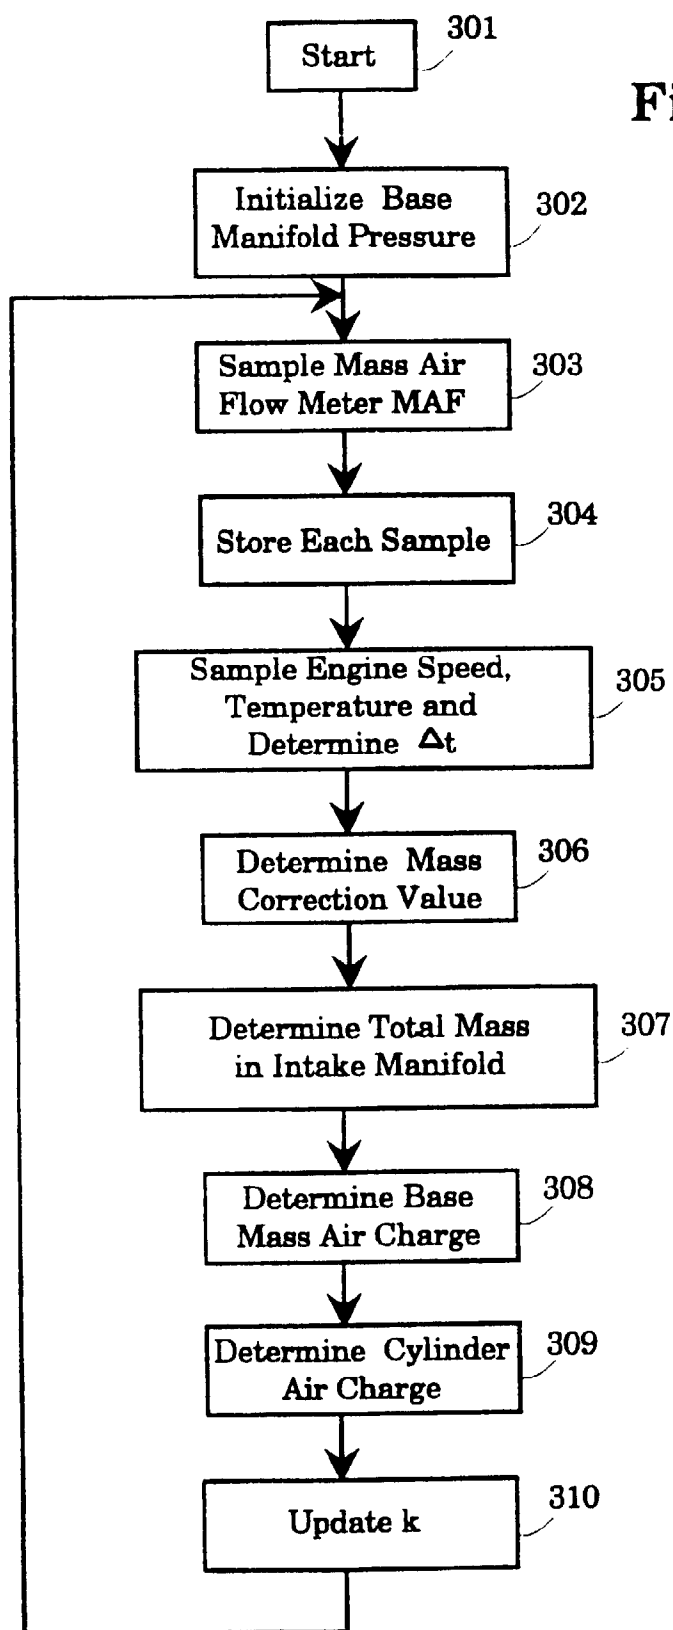 301
Start
Fi
Initialize Base
Manifold Pressure
302
Sample Mass Air
Flow Meter MAF
303
Store Each Sample
304
Sample Engine Speed,
Temperature and
Determine Δt
305
Determine Mass
Correction Value
306
Determine Total Mass
in Intake Manifold
307
Determine Base
Mass Air Charge
308
Determine Cylinder
Air Charge
309
Update k
310